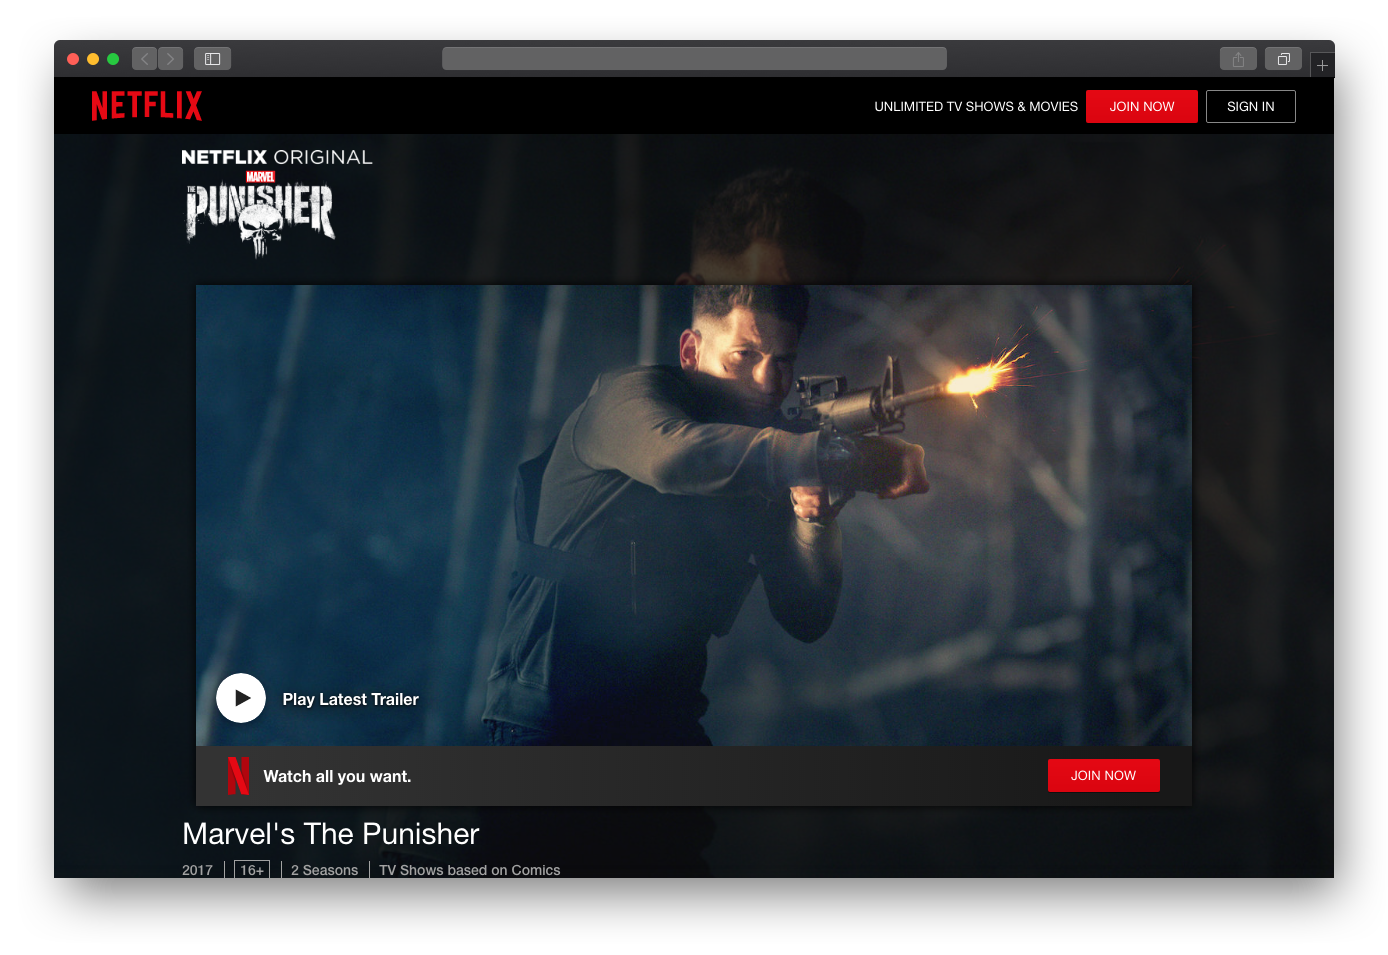 NETFLIX
UNLIMITED TV SHOWS & MOVIES
JOIN NOW
SIGN IN
NETFLIX ORIGINAL
MARVEL
THE PUNISHER
Play Latest Trailer
Watch all you want.
JOIN NOW
Marvel's The Punisher
2017 | 16+ | 2 Seasons | TV Shows based on Comics